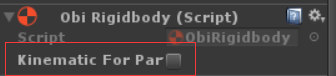 Obi Rigidbody (Script)
Script ObiRigidbody
Kinematic For Par